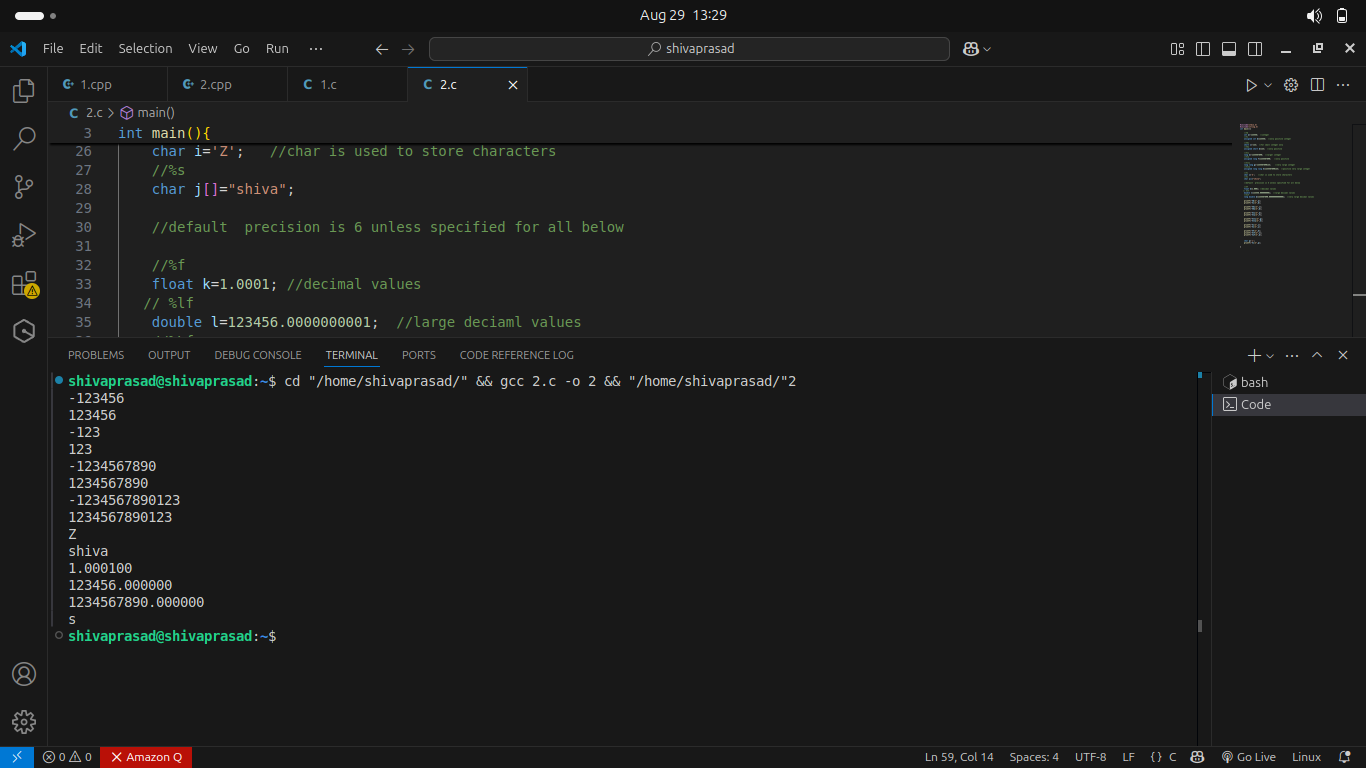 Aug 29 13:29
File Edit Selection View Go Run ··· shivaprasad
1.cpp 2.cpp C 1.c C 2.c
C 2.c > main()
3 int main(){
26 char i='Z'; //char is used to store characters
27 //%s
28 char j[]="shiva";
29
30 //default  precision is 6 unless specified for all below
31
32 //%f
33 float k=1.0001; //decimal values
34 // %lf
35 double l=123456.0000000001; //large deciaml values
PROBLEMS OUTPUT DEBUG CONSOLE TERMINAL PORTS CODE REFERENCE LOG
shivaprasad@shivaprasad:~$ cd "/home/shivaprasad/" && gcc 2.c -o 2 && "/home/shivaprasad/"2
-123456
123456
-123
123
-1234567890
1234567890
-1234567890123
1234567890123
Z
shiva
1.000100
123456.000000
1234567890.000000
s
shivaprasad@shivaprasad:~$
bash
Code
0 0 Amazon Q Ln 59, Col 14 Spaces: 4 UTF-8 LF {} C Go Live Linux